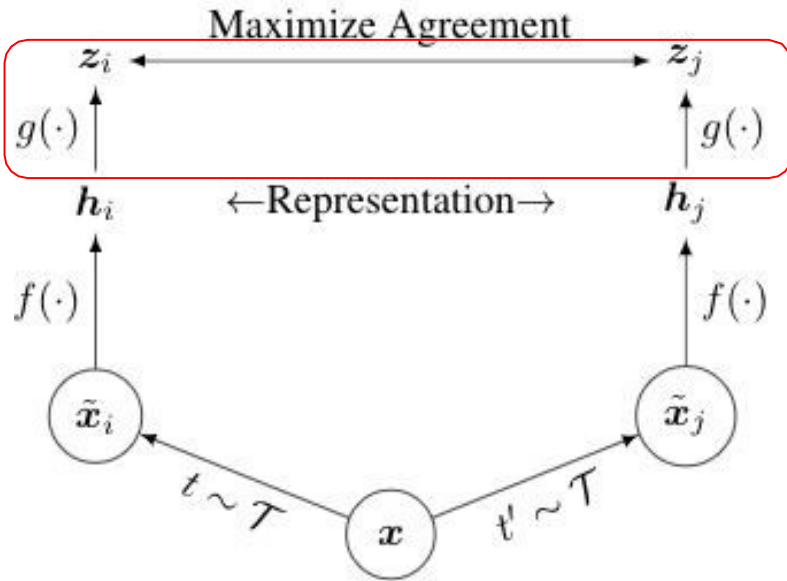 Maximize Agreement
z_i z_j
g(·) g(·)
h_i ←Representation→ h_j
f(·) f(·)
x̃_i x̃_j
t ~ 𝒯 t' ~ 𝒯
x